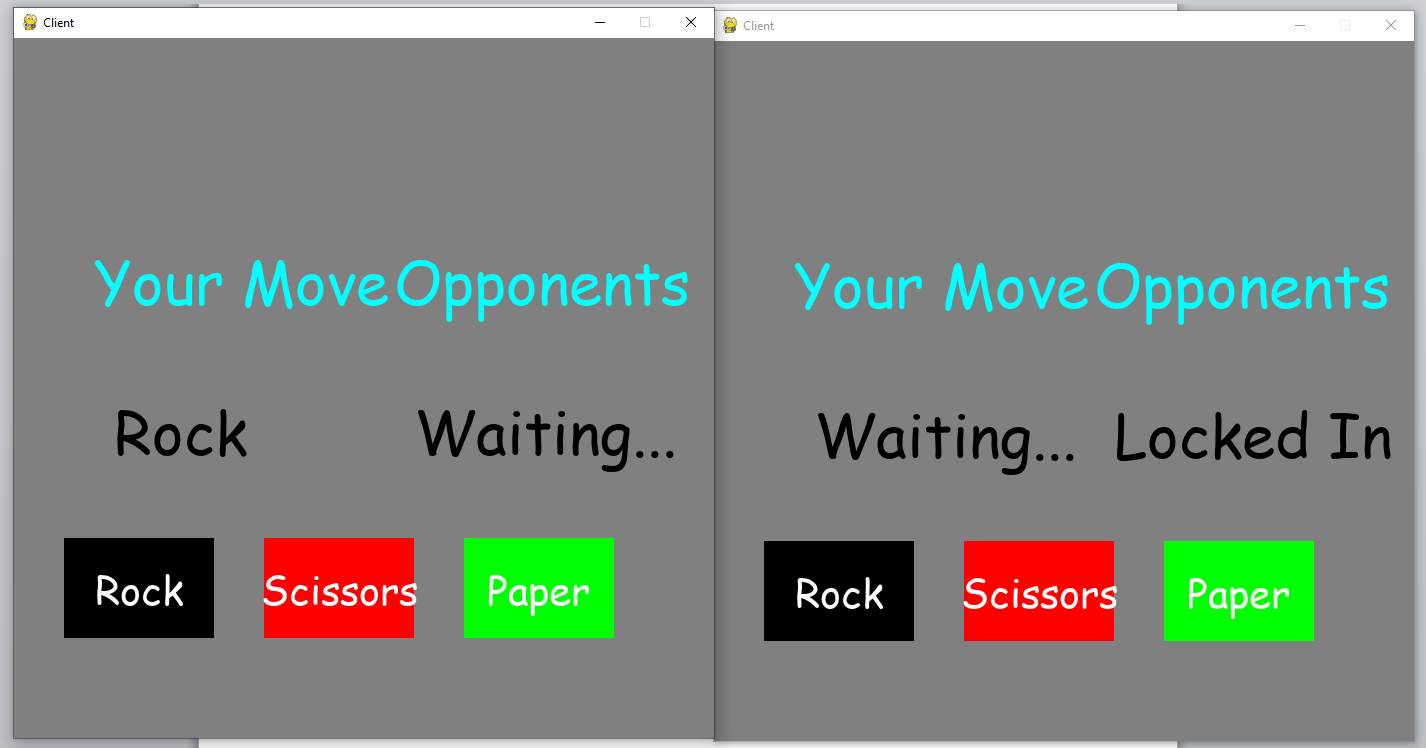 Client
Your Move Opponents
Rock Waiting...
Rock Scissors Paper
Client
Your Move Opponents
Waiting... Locked In
Rock Scissors Paper